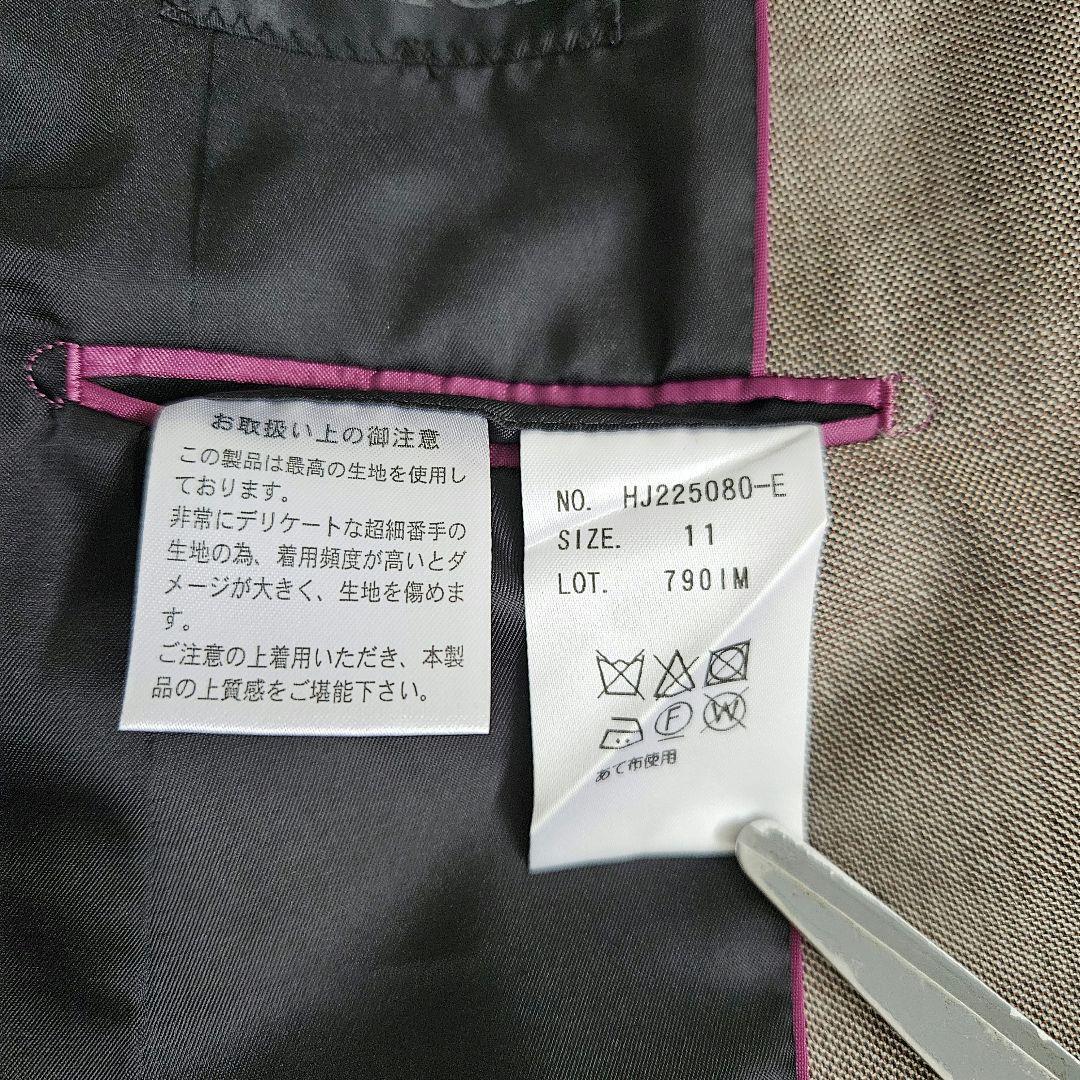 お取扱い上の御注意
この製品は最高の生地を使用し
ております。
非常にデリケートな超細番手の
生地の為、着用頻度が高いとダ
メージが大きく、生地を傷めま
す。
ご注意の上着用いただき、本製
品の上質感をご堪能下さい。
NO. HJ225080-E
SIZE. 11
LOT. 790IM
F W
あて布使用